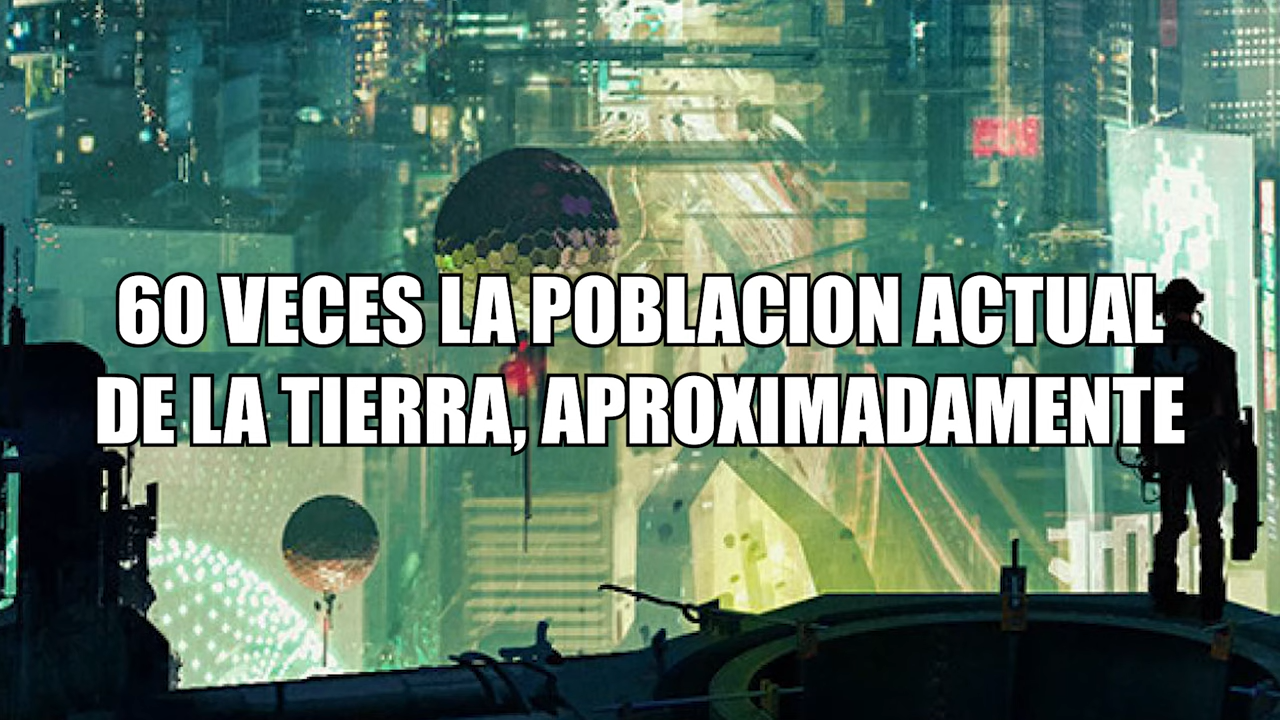 60 VECES LA POBLACION ACTUAL
DE LA TIERRA, APROXIMADAMENTE